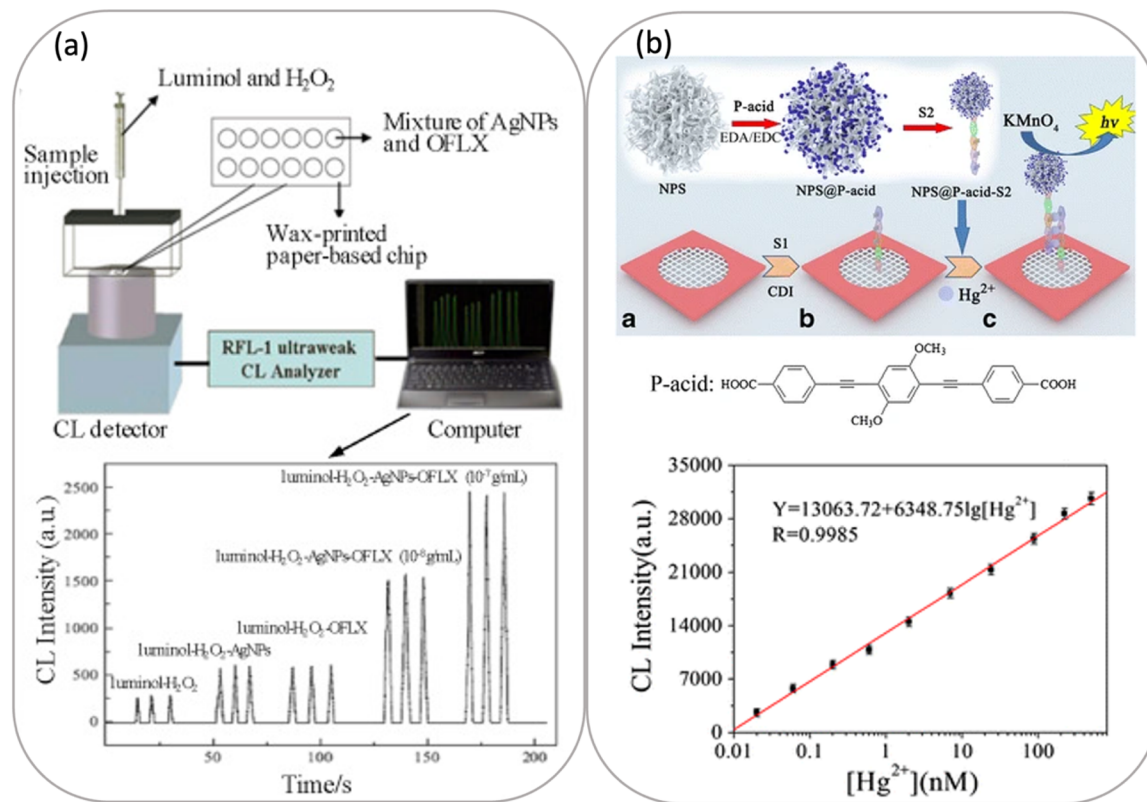 (a)
Luminol and H₂O₂
Sample
injection
Mixture of AgNPs
and OFLX
Wax-printed
paper-based chip
RFL-1 ultraweak
CL Analyzer
CL detector
Computer
CL Intensity (a.u.)
2500
2000
1500
1000
500
0
luminol-H₂O₂-AgNPs-OFLX (10⁻⁷g/mL)
luminol-H₂O₂-AgNPs-OFLX (10⁻⁸g/mL)
luminol-H₂O₂-OFLX
luminol-H₂O₂-AgNPs
luminol-H₂O₂
50
100
150
200
Time/s
(b)
P-acid
EDA/EDC
S2
KMnO₄
hv
NPS
NPS@P-acid
NPS@P-acid-S2
S1
CDI
Hg²⁺
a
b
c
P-acid:
HOOC
OCH₃
CH₃O
COOH
CL Intensity(a.u.)
35000
28000
21000
14000
7000
0
Y=13063.72+6348.75lg[Hg²⁺]
R=0.9985
0.01
0.1
1
10
100
[Hg²⁺](nM)